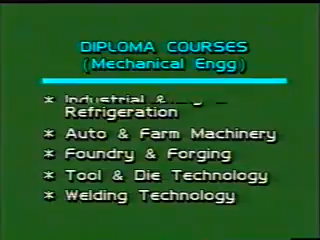 DIPLOMA COURSES
(Mechanical Engg)
* Industrial &
Refrigeration
* Auto & Farm Machinery
* Foundry & Forging
* Tool & Die Technology
* Welding Technology